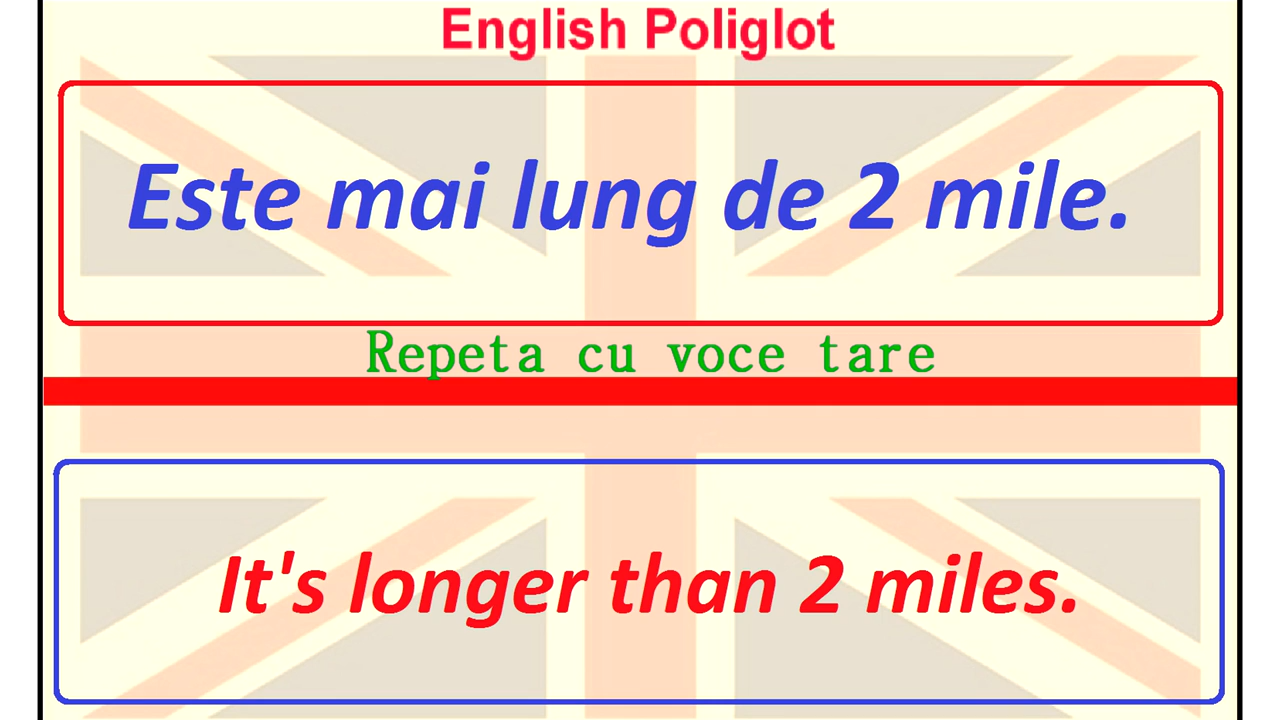 English Poliglot
Este mai lung de 2 mile.
Repeta cu voce tare
It's longer than 2 miles.